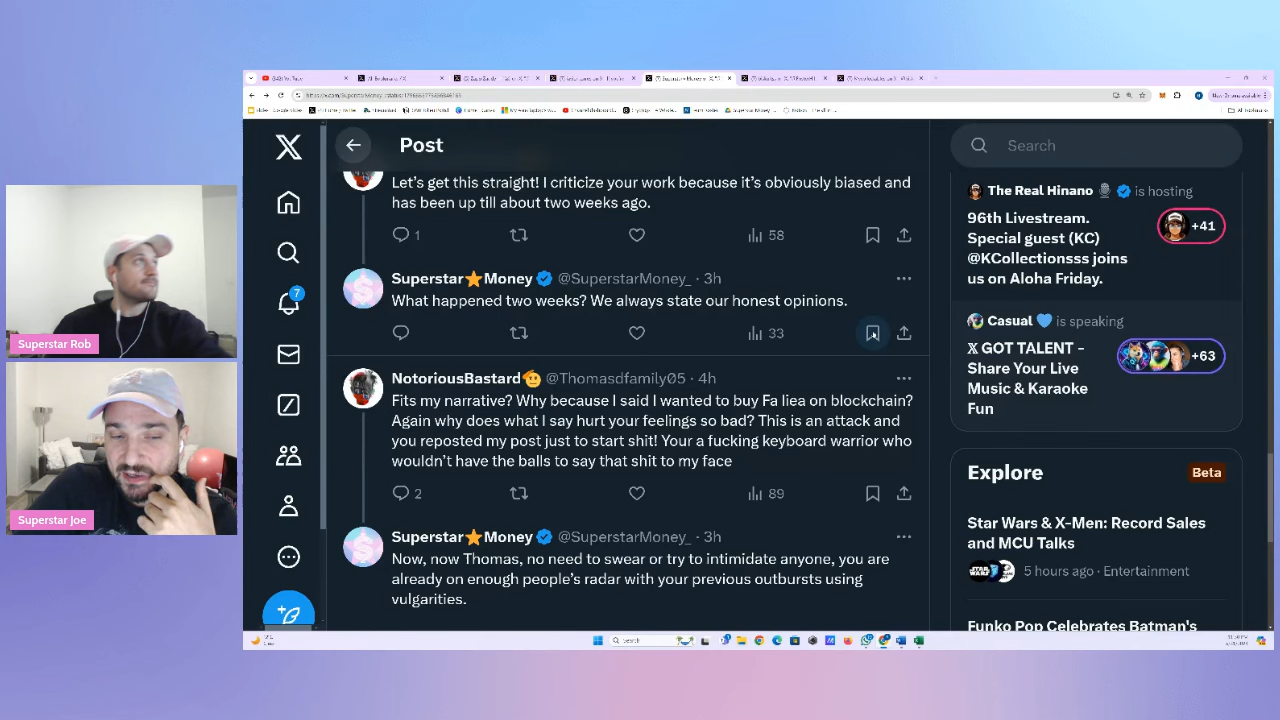 Post
Search
Let's get this straight! I criticize your work because it's obviously biased and
has been up till about two weeks ago.
1
58
Superstar⭐Money @SuperstarMoney_ · 3h
What happened two weeks? We always state our honest opinions.
33
NotoriousBastard🫡 @Thomasdfamily05 · 4h
Fits my narrative? Why because I said I wanted to buy Fa liea on blockchain?
Again why does what I say hurt your feelings so bad? This is an attack and
you reposted my post just to start shit! Your a fucking keyboard warrior who
wouldn't have the balls to say that shit to my face
2
89
Superstar⭐Money @SuperstarMoney_ · 3h
Now, now Thomas, no need to swear or try to intimidate anyone, you are
already on enough people's radar with your previous outbursts using
vulgarities.
7
The Real Hinano 🎙 is hosting
96th Livestream.
Special guest (KC)
@KCollectionsss joins
us on Aloha Friday.
+41
Casual 💙 is speaking
𝕏 GOT TALENT -
Share Your Live
Music & Karaoke
Fun
+63
Explore
Beta
Star Wars & X-Men: Record Sales
and MCU Talks
5 hours ago · Entertainment
Funko Pop Celebrates Batman's
Superstar Rob
Superstar Joe
Search